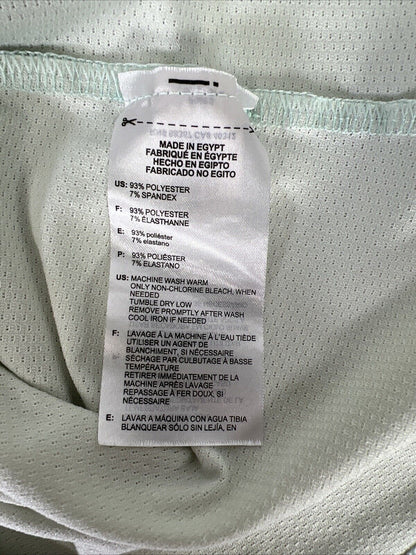 MADE IN EGYPT
FABRIQUÉ EN ÉGYPTE
HECHO EN EGIPTO
FABRICADO NO EGITO
US: 93% POLYESTER
7% SPANDEX
F: 93% POLYESTER
7% ÉLASTHANNE
E: 93% poliéster
7% elastano
P: 93% POLIÉSTER
7% ELASTANO
US: MACHINE WASH WARM
ONLY NON-CHLORINE BLEACH, WHEN
NEEDED
TUMBLE DRY LOW
REMOVE PROMPTLY AFTER WASH
COOL IRON IF NEEDED
F: LAVAGE À LA MACHINE À L'EAU TIÈDE
UTILISER UN AGENT DE
BLANCHIMENT, SI NÉCESSAIRE
SÉCHAGE PAR CULBUTAGE À BASSE
TEMPÉRATURE
RETIRER IMMÉDIATEMENT DE LA
MACHINE APRÈS LAVAGE
REPASSAGE À FER DOUX, SI
NÉCESSAIRE
E: LAVAR A MÁQUINA CON AGUA TIBIA
BLANQUEAR SÓLO SIN LEJÍA, EN